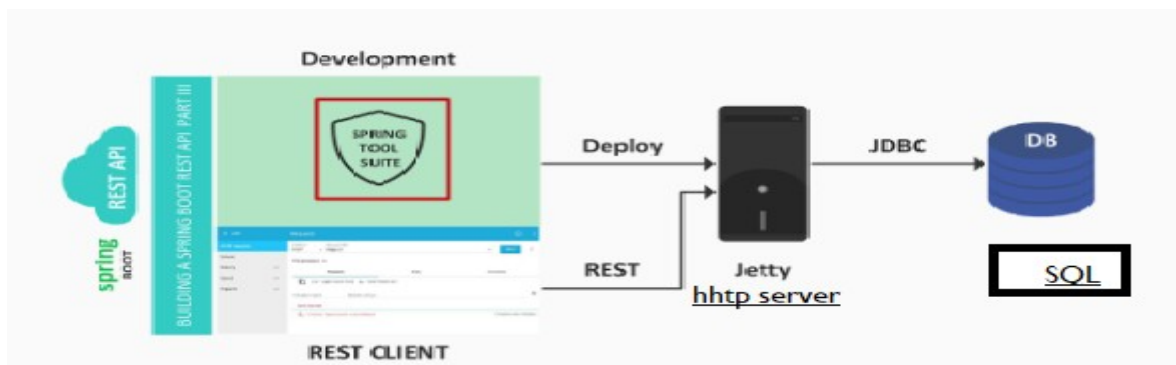 Development
REST API
spring
BOOT
BUILDING A SPRING BOOT REST API PART III
SPRING
TOOL
SUITE
Deploy
JDBC
DB
REST
Jetty
hhtp server
SQL
REST CLIENT